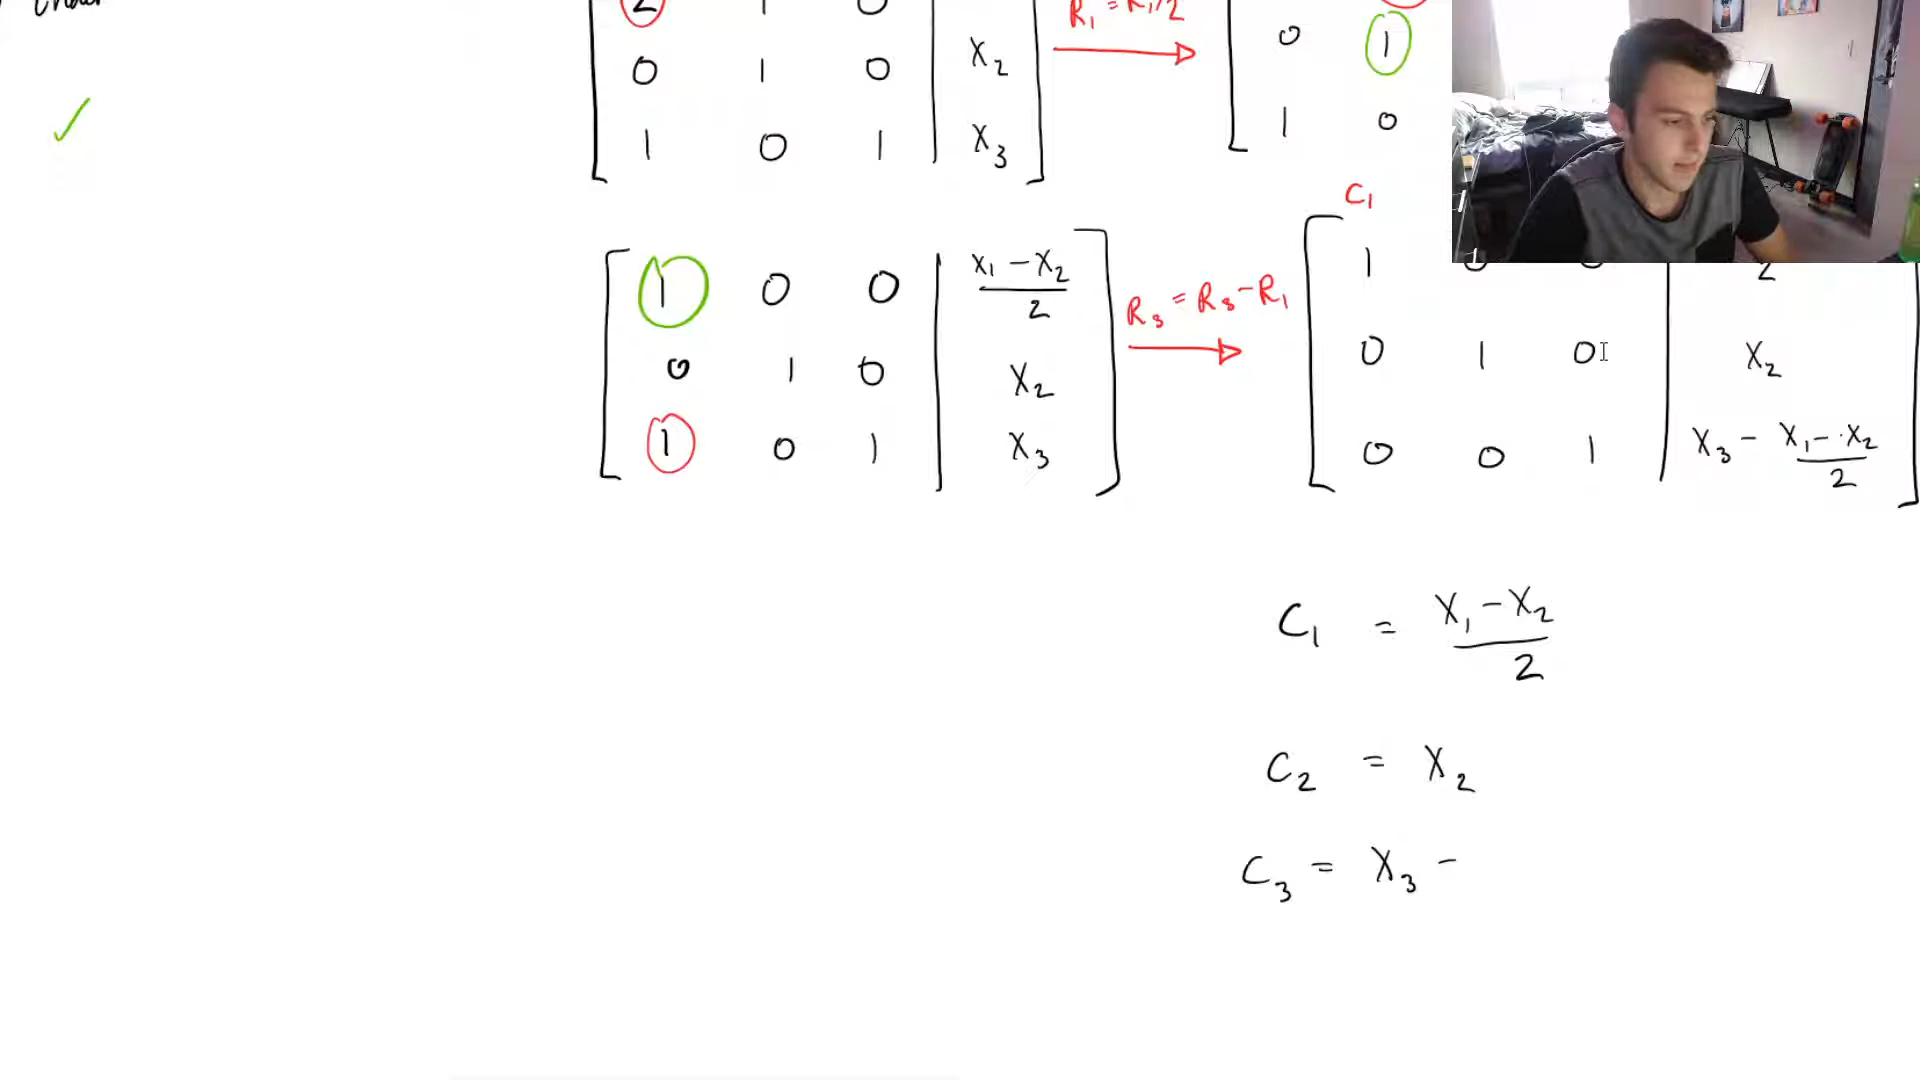 2 1 0
R₁ = R₁/2
0 1 0 | X₂
0 1
1 0 1 | X₃
1 0
C₁
1 0 0 | (X₁ - X₂)/2
R₃ = R₃ - R₁
1 2
0 1 0 | X₂
0 1 0 | X₂
1 0 1 | X₃
0 0 1 | X₃ - (X₁ - X₂)/2
C₁ = (X₁ - X₂)/2
C₂ = X₂
C₃ = X₃ -